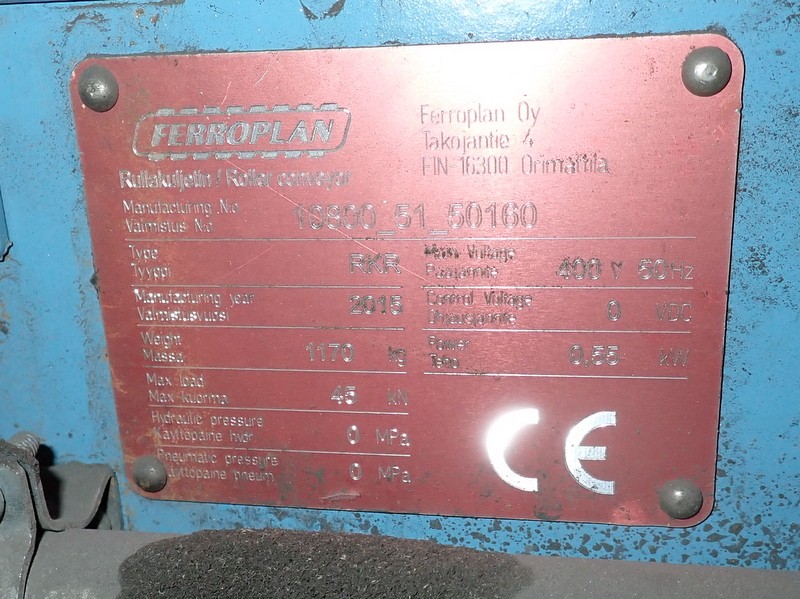 FERROPLAN
Ferroplan Oy
Takojantie 4
FIN-16300 Orimattila
Rullakuljetin / Roller conveyor
Manufacturing N:o
Valmistus N:o
10800_51_50160
Type
Tyyppi
RKR
Manufacturing year
Valmistusvuosi
2015
Weight
Massa
1170 kg
Max load
Max kuorma
45 kN
Hydraulic pressure
Käyttöpaine hydr.
0 MPa
Pneumatic pressure
Käyttöpaine pneum.
0 MPa
Main Voltage
Pääjännite
400 V 50Hz
Control Voltage
Ohjausjännite
0 VDC
Power
Teho
0,55 kW
CE